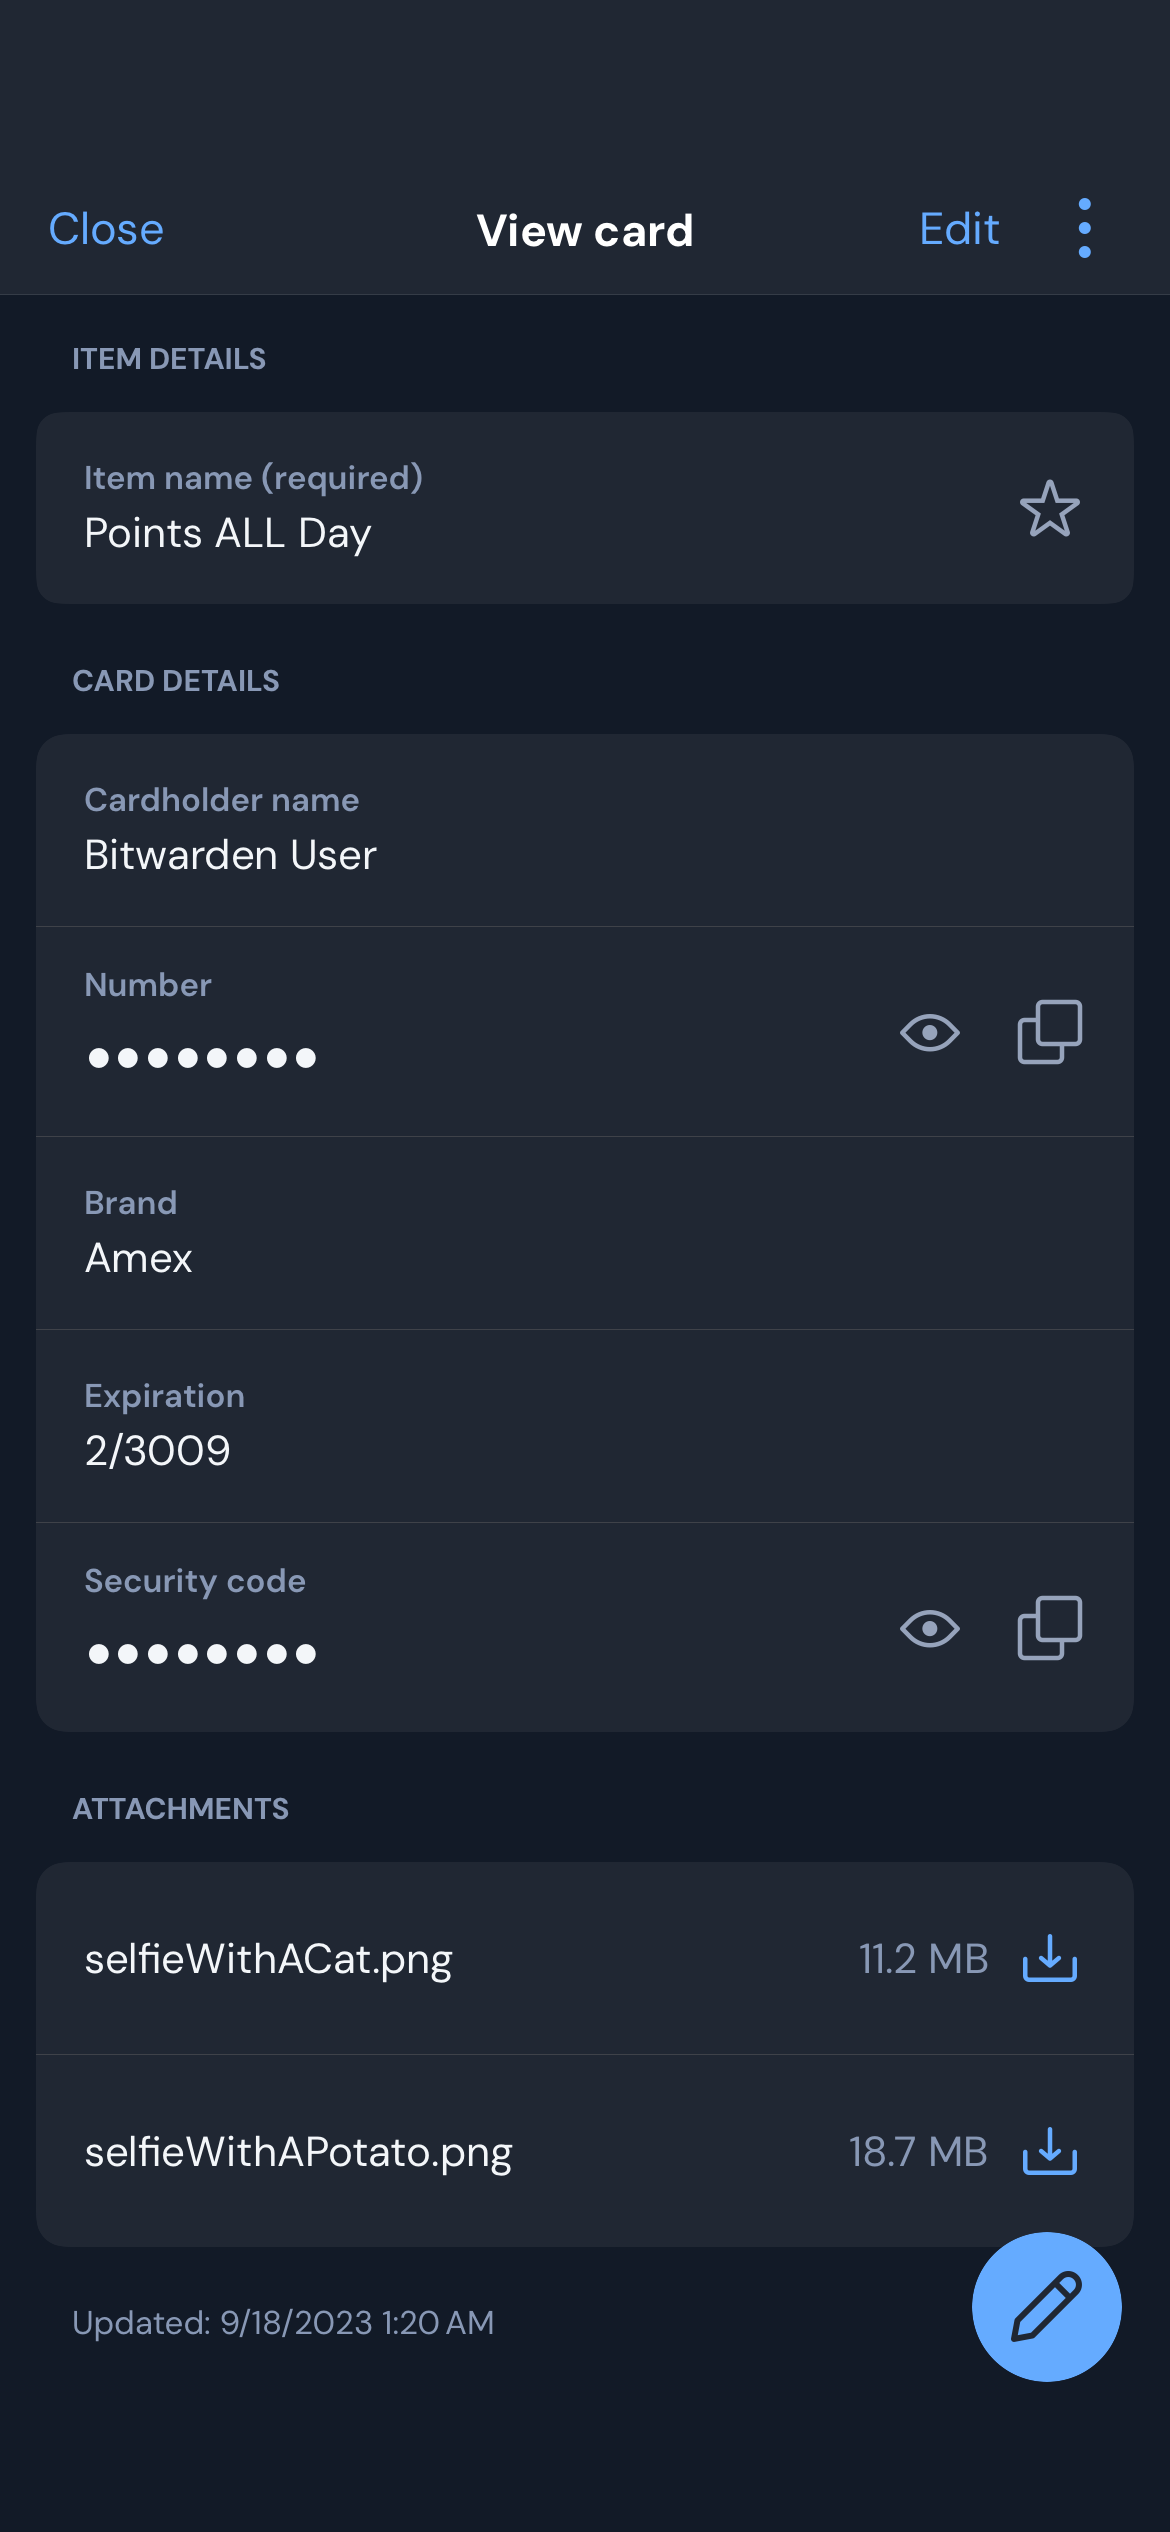 Close
View card
Edit
ITEM DETAILS
Item name (required)
Points ALL Day
CARD DETAILS
Cardholder name
Bitwarden User
Number
●●●●●●●●
Brand
Amex
Expiration
2/3009
Security code
●●●●●●●●
ATTACHMENTS
selfieWithACat.png 11.2 MB
selfieWithAPotato.png 18.7 MB
Updated: 9/18/2023 1:20 AM